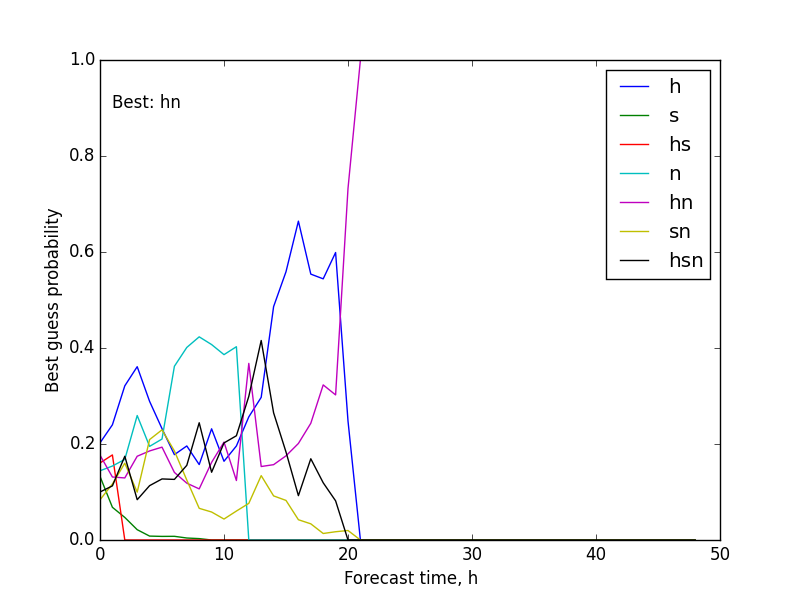 1.0
0.8
0.6
0.4
0.2
0.0
Best guess probability
Best: hn
h
s
hs
n
hn
sn
hsn
0
10
20
30
40
50
Forecast time, h